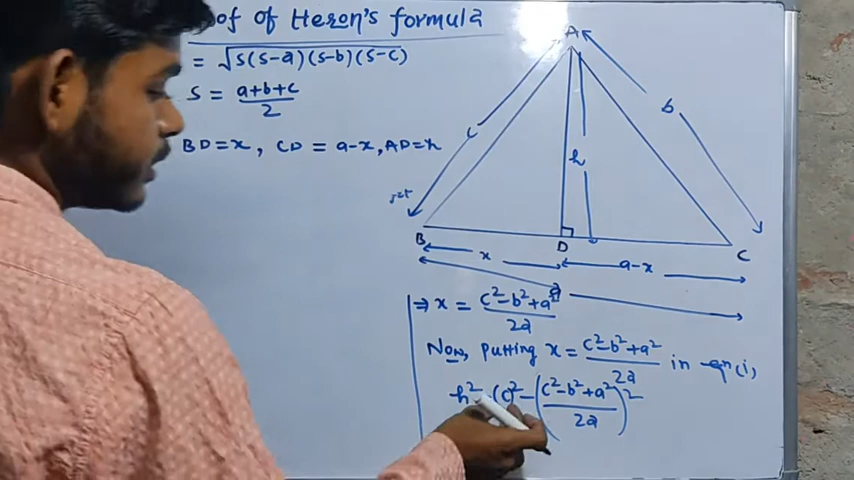 of of Heron's formula
= √s(s-a)(s-b)(s-c)
s = a+b+c/2
BD=x, CD = a-x, AD=h
A
c
b
h
B
D
C
x
a-x
a
⇒ x = c²-b²+a²/2a
Now, putting x = c²-b²+a²/2a in eqn(i),
h² = (c)² - (c²-b²+a²/2a)²